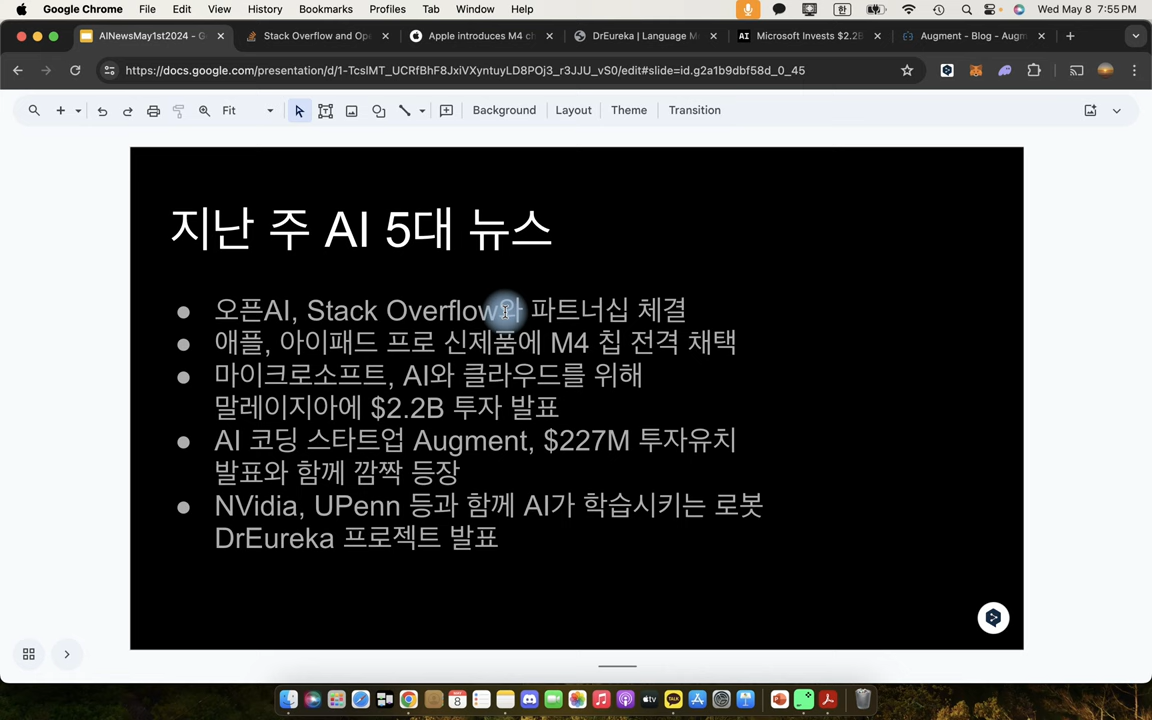 Google Chrome File Edit View History Bookmarks Profiles Tab Window Help 한 Wed May 8 7:55 PM
AINewsMay1st2024 - G Stack Overflow and Op Apple introduces M4 ch DrEureka | Language M AI Microsoft Invests $2.2B Augment - Blog - Augm
https://docs.google.com/presentation/d/1-TcslMT_UCRfBhF8JxiVXyntuyLD8POj3_r3JJU_vS0/edit#slide=id.g2a1b9dbf58d_0_45
Fit Background Layout Theme Transition
지난 주 AI 5대 뉴스
● 오픈AI, Stack Overflow와 파트너십 체결
● 애플, 아이패드 프로 신제품에 M4 칩 전격 채택
● 마이크로소프트, AI와 클라우드를 위해
말레이지아에 $2.2B 투자 발표
● AI 코딩 스타트업 Augment, $227M 투자유치
발표와 함께 깜짝 등장
● NVidia, UPenn 등과 함께 AI가 학습시키는 로봇
DrEureka 프로젝트 발표